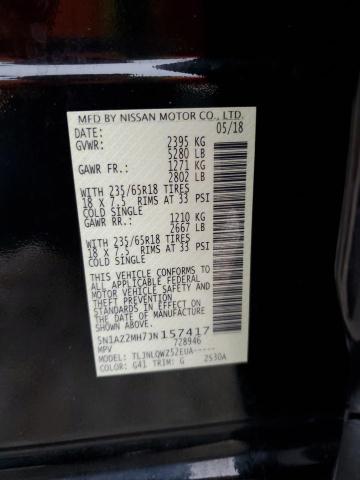 MFD BY NISSAN MOTOR CO., LTD.
DATE: 05/18
GVWR: 2395 KG
5280 LB
GAWR FR.: 1271 KG
2802 LB
WITH 235/65R18 TIRES
18 X 7.5 RIMS AT 33 PSI
COLD SINGLE
GAWR RR.: 1210 KG
2667 LB
WITH 235/65R18 TIRES
18 X 7.5 RIMS AT 33 PSI
COLD SINGLE
THIS VEHICLE CONFORMS TO
ALL APPLICABLE FEDERAL
MOTOR VEHICLE SAFETY AND
THEFT PREVENTION
STANDARDS IN EFFECT ON
THE DATE OF MANUFACTURE
SHOWN ABOVE.
5N1AZ2MH7JN157417
MPV 728946
MODEL: TLJNLQWZ52EUA-----
COLOR: G41 TRIM: G 2530A